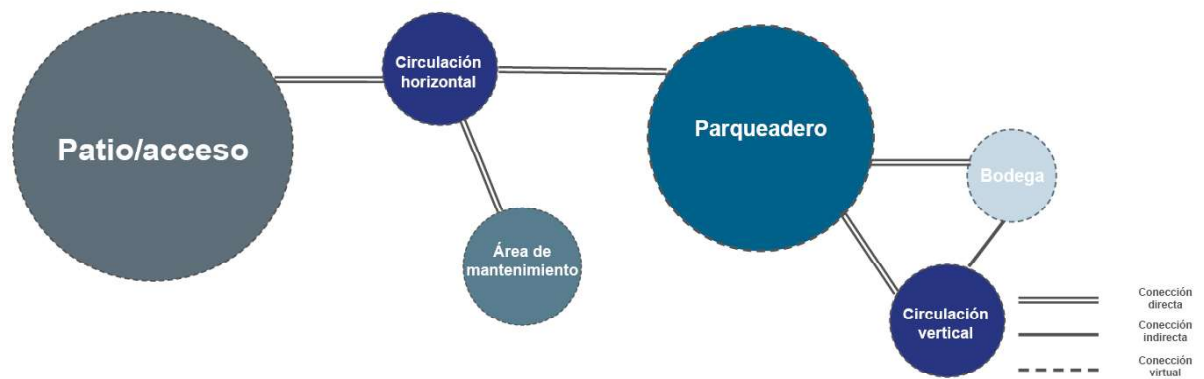 Patio/acceso
Circulación
horizontal
Área de
mantenimiento
Parqueadero
Bodega
Circulación
vertical
Conección
directa
Conección
indirecta
Conección
virtual